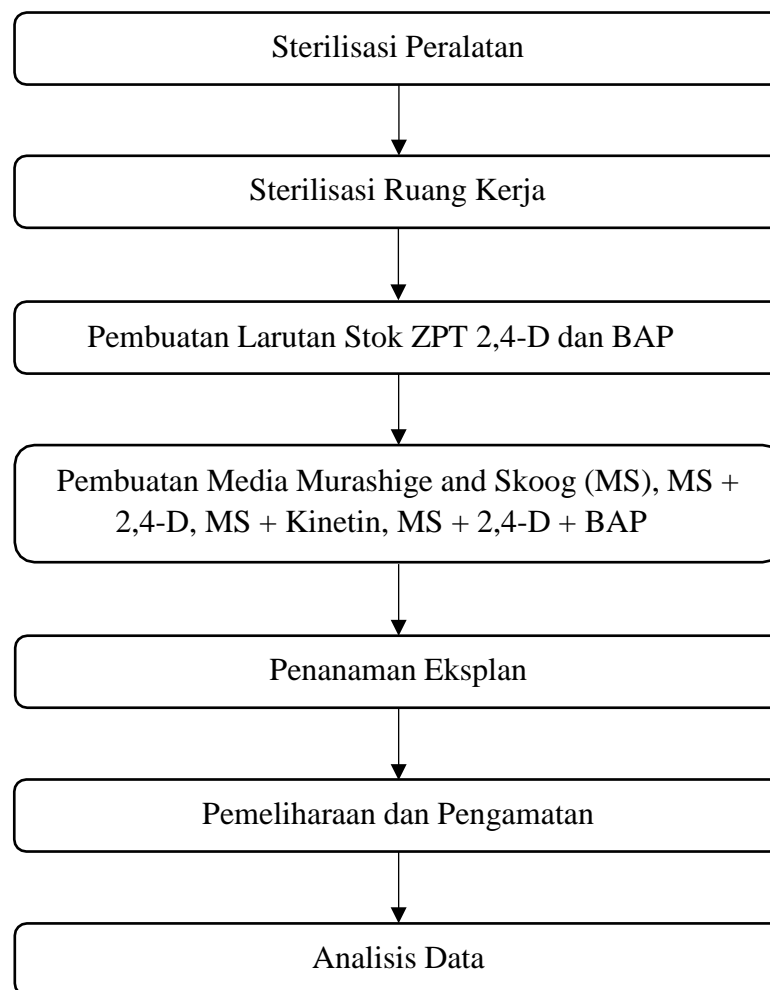 Sterilisasi Peralatan
Sterilisasi Ruang Kerja
Pembuatan Larutan Stok ZPT 2,4-D dan BAP
Pembuatan Media Murashige and Skoog (MS), MS +
2,4-D, MS + Kinetin, MS + 2,4-D + BAP
Penanaman Eksplan
Pemeliharaan dan Pengamatan
Analisis Data